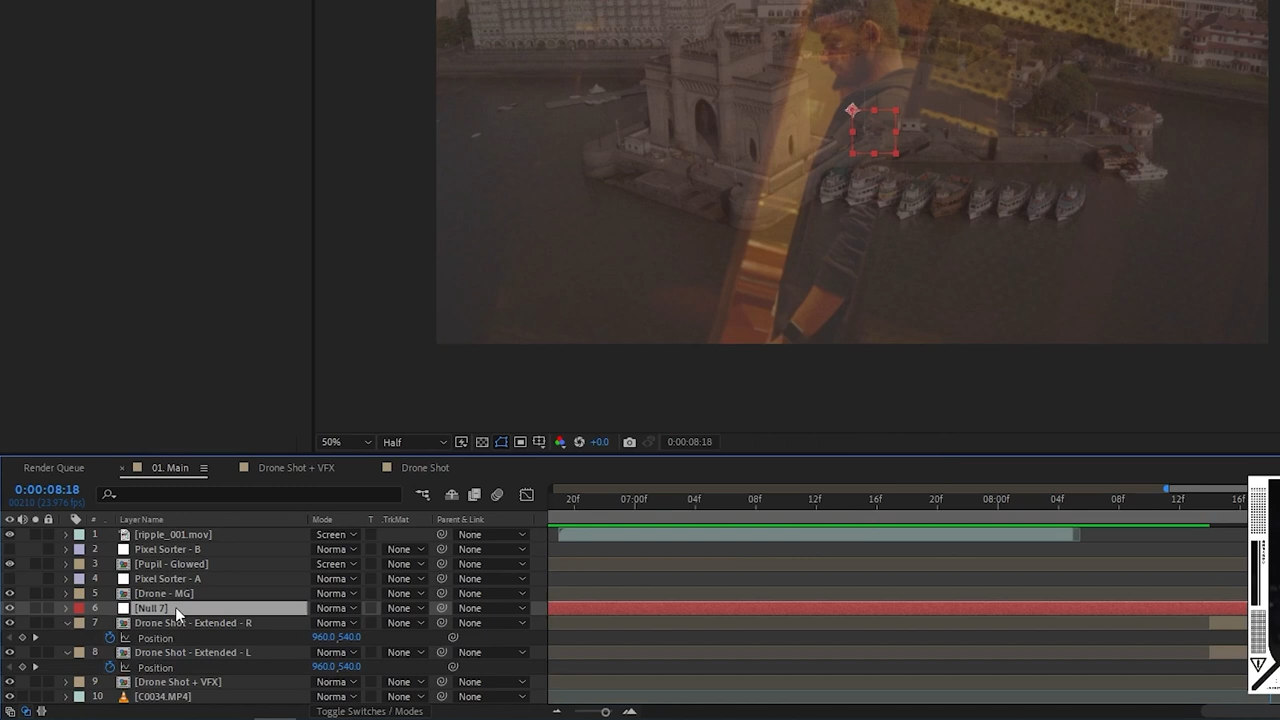 50% Half +0.0 0:00:08:18
Render Queue × 01. Main Drone Shot + VFX Drone Shot
0:00:08:18
00210 (23.976 fps)
20f 07:00f 04f 08f 12f 16f 20f 08:00f 04f 08f 12f 16f
# Layer Name Mode T .TrkMat Parent & Link
1 [ripple_001.mov] Screen None
2 Pixel Sorter - B Norma None None
3 [Pupil - Glowed] Screen None None
4 Pixel Sorter - A Norma None None
5 [Drone - MG] Norma None None
6 [Null 7] Norma None None
7 Drone Shot - Extended - R Norma None None
Position 960.0,540.0
8 Drone Shot - Extended - L Norma None None
Position 960.0,540.0
9 [Drone Shot + VFX] Norma None None
10 [C0034.MP4] Norma None None
Toggle Switches / Modes